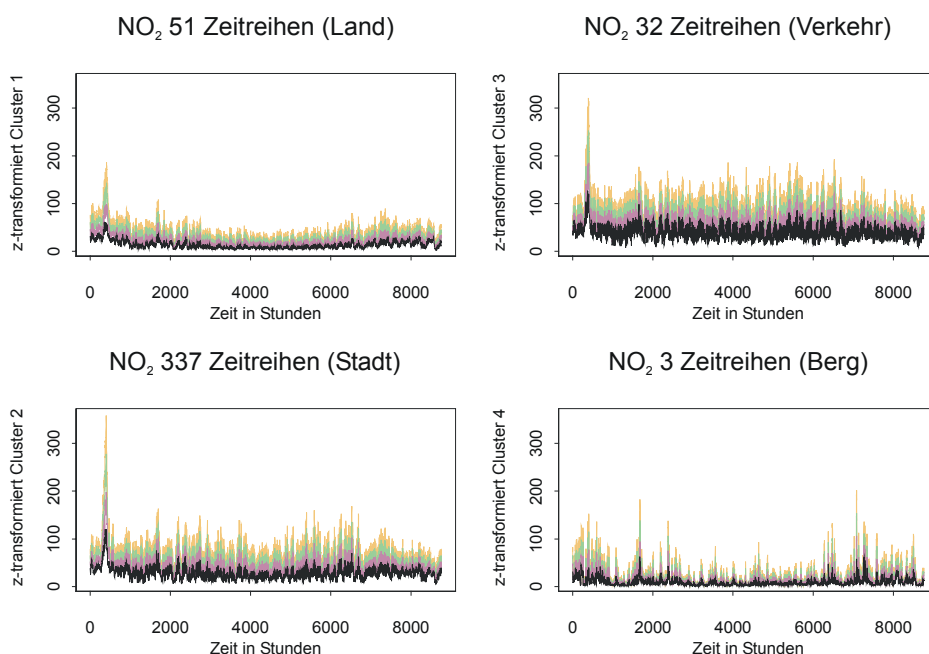 NO₂ 51 Zeitreihen (Land)
z-transformiert Cluster 1
300
200
100
0
0 2000 4000 6000 8000
Zeit in Stunden
NO₂ 32 Zeitreihen (Verkehr)
z-transformiert Cluster 3
300
200
100
0
0 2000 4000 6000 8000
Zeit in Stunden
NO₂ 337 Zeitreihen (Stadt)
z-transformiert Cluster 2
300
200
100
0
0 2000 4000 6000 8000
Zeit in Stunden
NO₂ 3 Zeitreihen (Berg)
z-transformiert Cluster 4
300
200
100
0
0 2000 4000 6000 8000
Zeit in Stunden